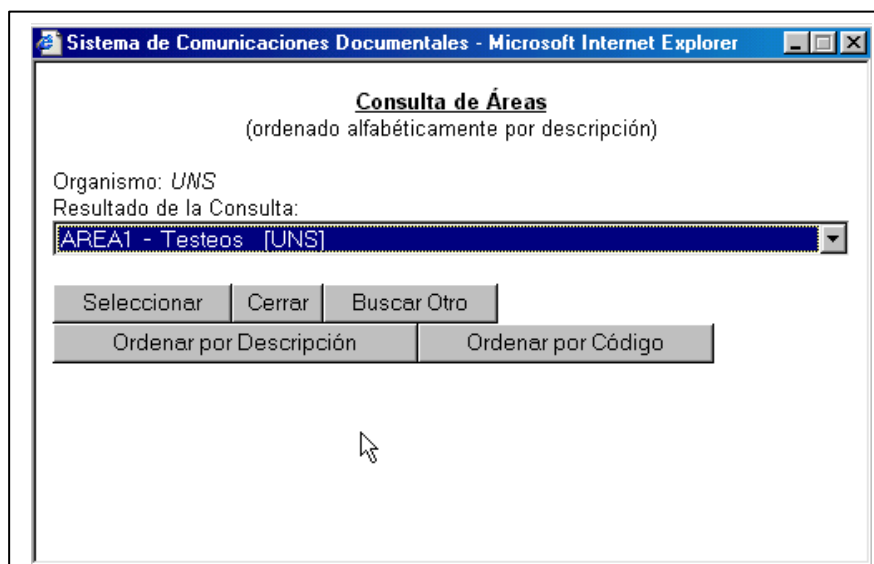 Sistema de Comunicaciones Documentales - Microsoft Internet Explorer
Consulta de Áreas
(ordenado alfabéticamente por descripción)
Organismo: UNS
Resultado de la Consulta:
AREA1 - Testeos [UNS]
Seleccionar Cerrar Buscar Otro
Ordenar por Descripción Ordenar por Código